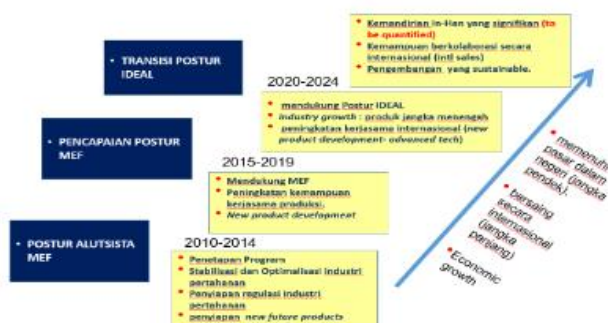 Kemandirian In-Han yang signifikan (to
be quantified)
Kemampuan berkolaborasi secara
internasional (intl sales)
Pengembangan yang sustainable.
TRANSISI POSTUR
IDEAL
2020-2024
mendukung Postur IDEAL
Industry growth : produk jangka menengah
peningkatan kerjasama internasional (new
product development- advanced tech)
PENCAPAIAN POSTUR
MEF
2015-2019
Mendukung MEF
Peningkatan kemampuan
kerjasama produksi.
New product development
POSTUR ALUTSISTA
MEF
2010-2014
Penetapan Program
Stabilisasi dan Optimalisasi industri
pertahanan
Penyiapan regulasi industri
pertahanan
penyiapan new future products
memenuhi
pasar dalam
negeri (jangka
pendek).
bersaing
secara
internasional
(jangka
panjang)
Economic
growth